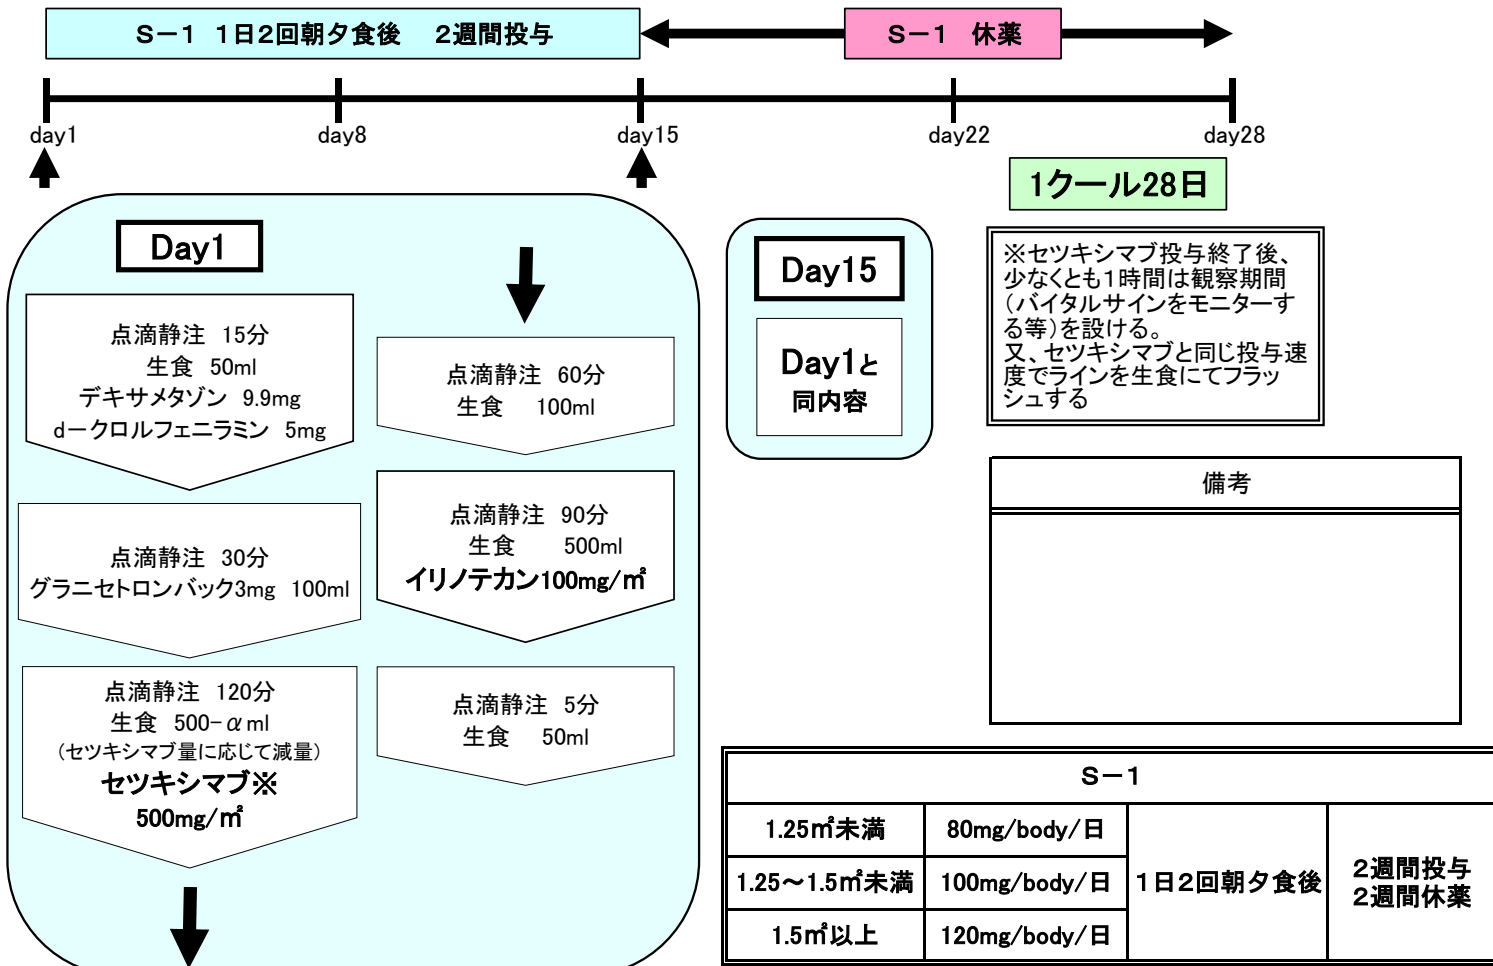 S－1 1日2回朝夕食後 2週間投与
S－1 休薬
day1
day8
day15
day22
day28
1クール28日
Day1
点滴静注 15分
生食 50ml
デキサメタゾン 9.9mg
d－クロルフェニラミン 5mg
点滴静注 30分
グラニセトロンバック3mg 100ml
点滴静注 120分
生食 500-αml
（セツキシマブ量に応じて減量）
セツキシマブ※
500mg/㎡
点滴静注 60分
生食 100ml
点滴静注 90分
生食 500ml
イリノテカン100mg/㎡
点滴静注 5分
生食 50ml
Day15
Day1と
同内容
※セツキシマブ投与終了後、
少なくとも1時間は観察期間
（バイタルサインをモニターす
る等）を設ける。
又、セツキシマブと同じ投与速
度でラインを生食にてフラッ
シュする
備考
S－1
1.25㎡未満 80mg/body/日
1.25～1.5㎡未満 100mg/body/日
1.5㎡以上 120mg/body/日
1日2回朝夕食後
2週間投与
2週間休薬